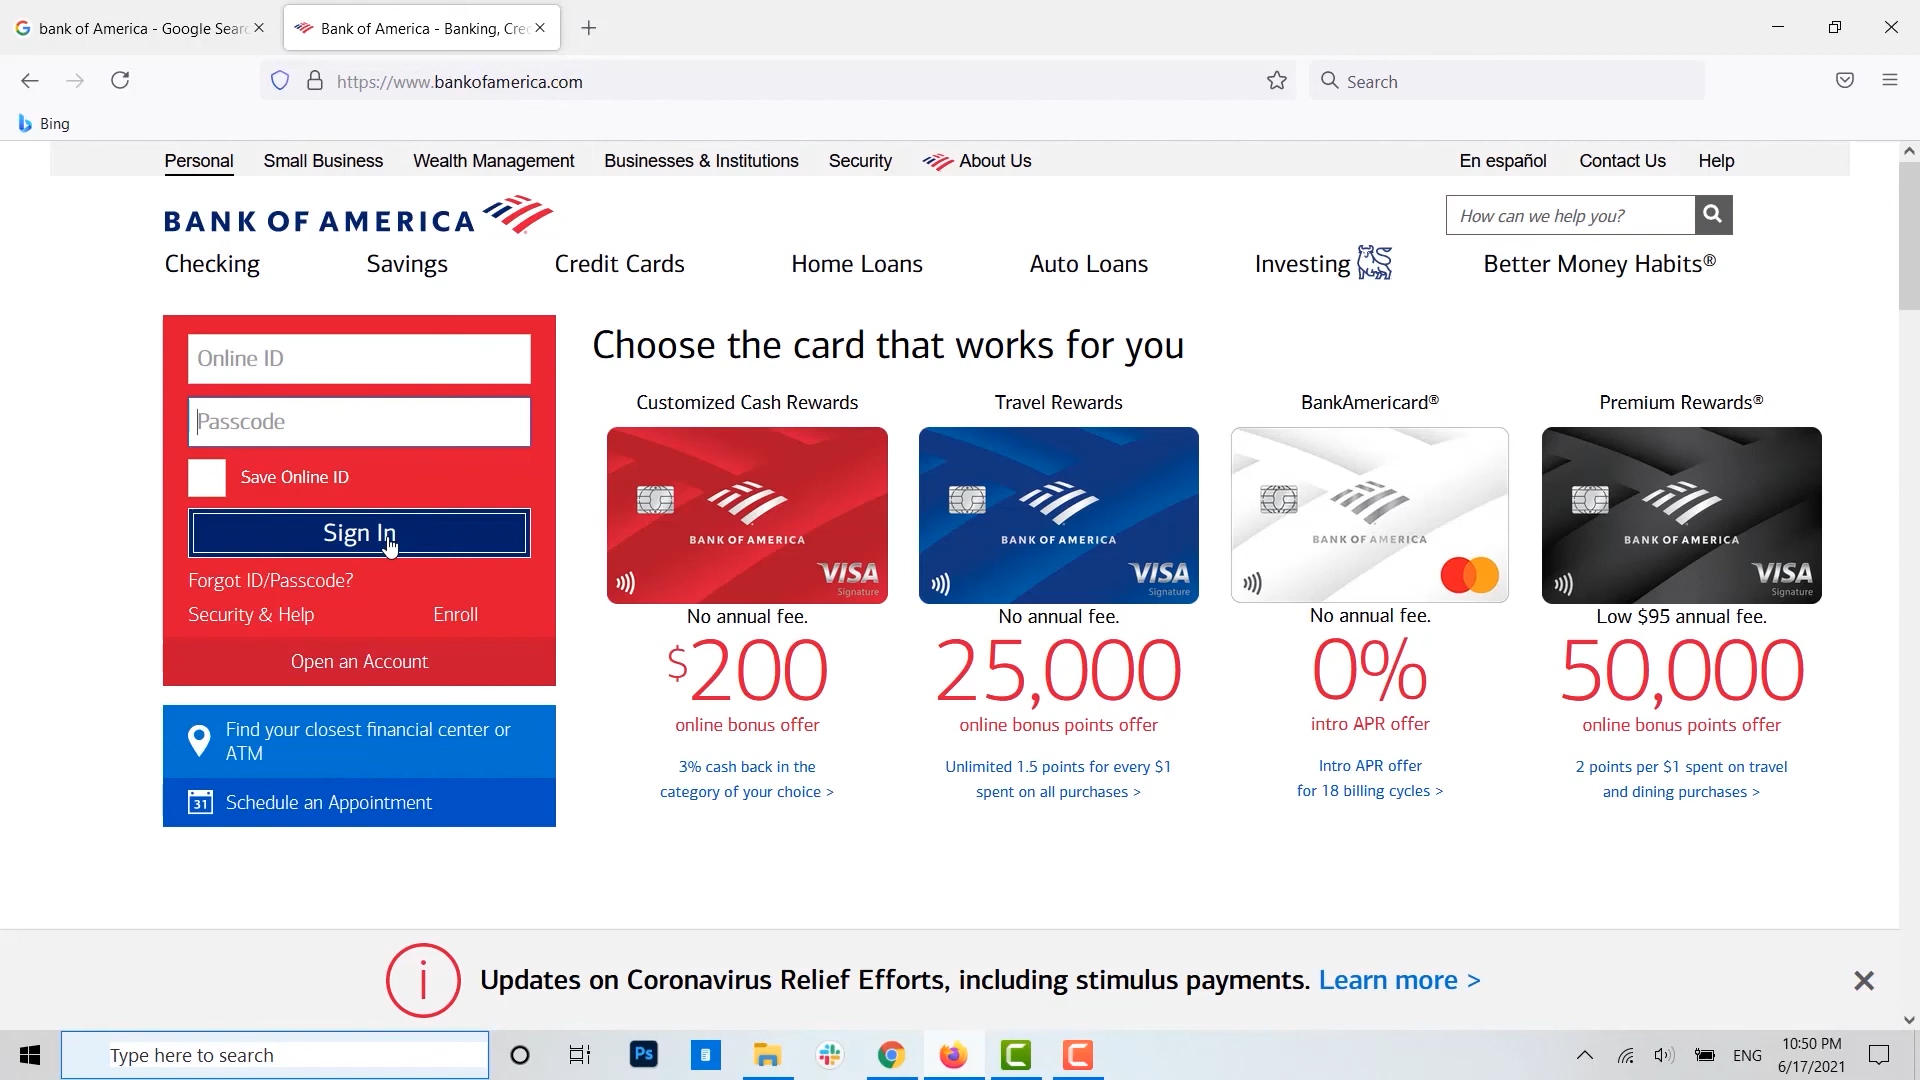 bank of America - Google Sear
Bank of America - Banking, Cre
https://www.bankofamerica.com
Search
Bing
Personal Small Business Wealth Management Businesses & Institutions Security About Us En español Contact Us Help
BANK OF AMERICA
How can we help you?
Checking Savings Credit Cards Home Loans Auto Loans Investing Better Money Habits®
Online ID
Passcode
Save Online ID
Sign In
Forgot ID/Passcode?
Security & Help Enroll
Open an Account
Find your closest financial center or
ATM
31 Schedule an Appointment
Choose the card that works for you
Customized Cash Rewards
BANK OF AMERICA
VISA
Signature
No annual fee.
$200
online bonus offer
3% cash back in the
category of your choice >
Travel Rewards
BANK OF AMERICA
VISA
Signature
No annual fee.
25,000
online bonus points offer
Unlimited 1.5 points for every $1
spent on all purchases >
BankAmericard®
BANK OF AMERICA
No annual fee.
0%
intro APR offer
Intro APR offer
for 18 billing cycles >
Premium Rewards®
BANK OF AMERICA
VISA
Signature
Low $95 annual fee.
50,000
online bonus points offer
2 points per $1 spent on travel
and dining purchases >
i Updates on Coronavirus Relief Efforts, including stimulus payments. Learn more >
Type here to search
Ps
ENG
10:50 PM
6/17/2021